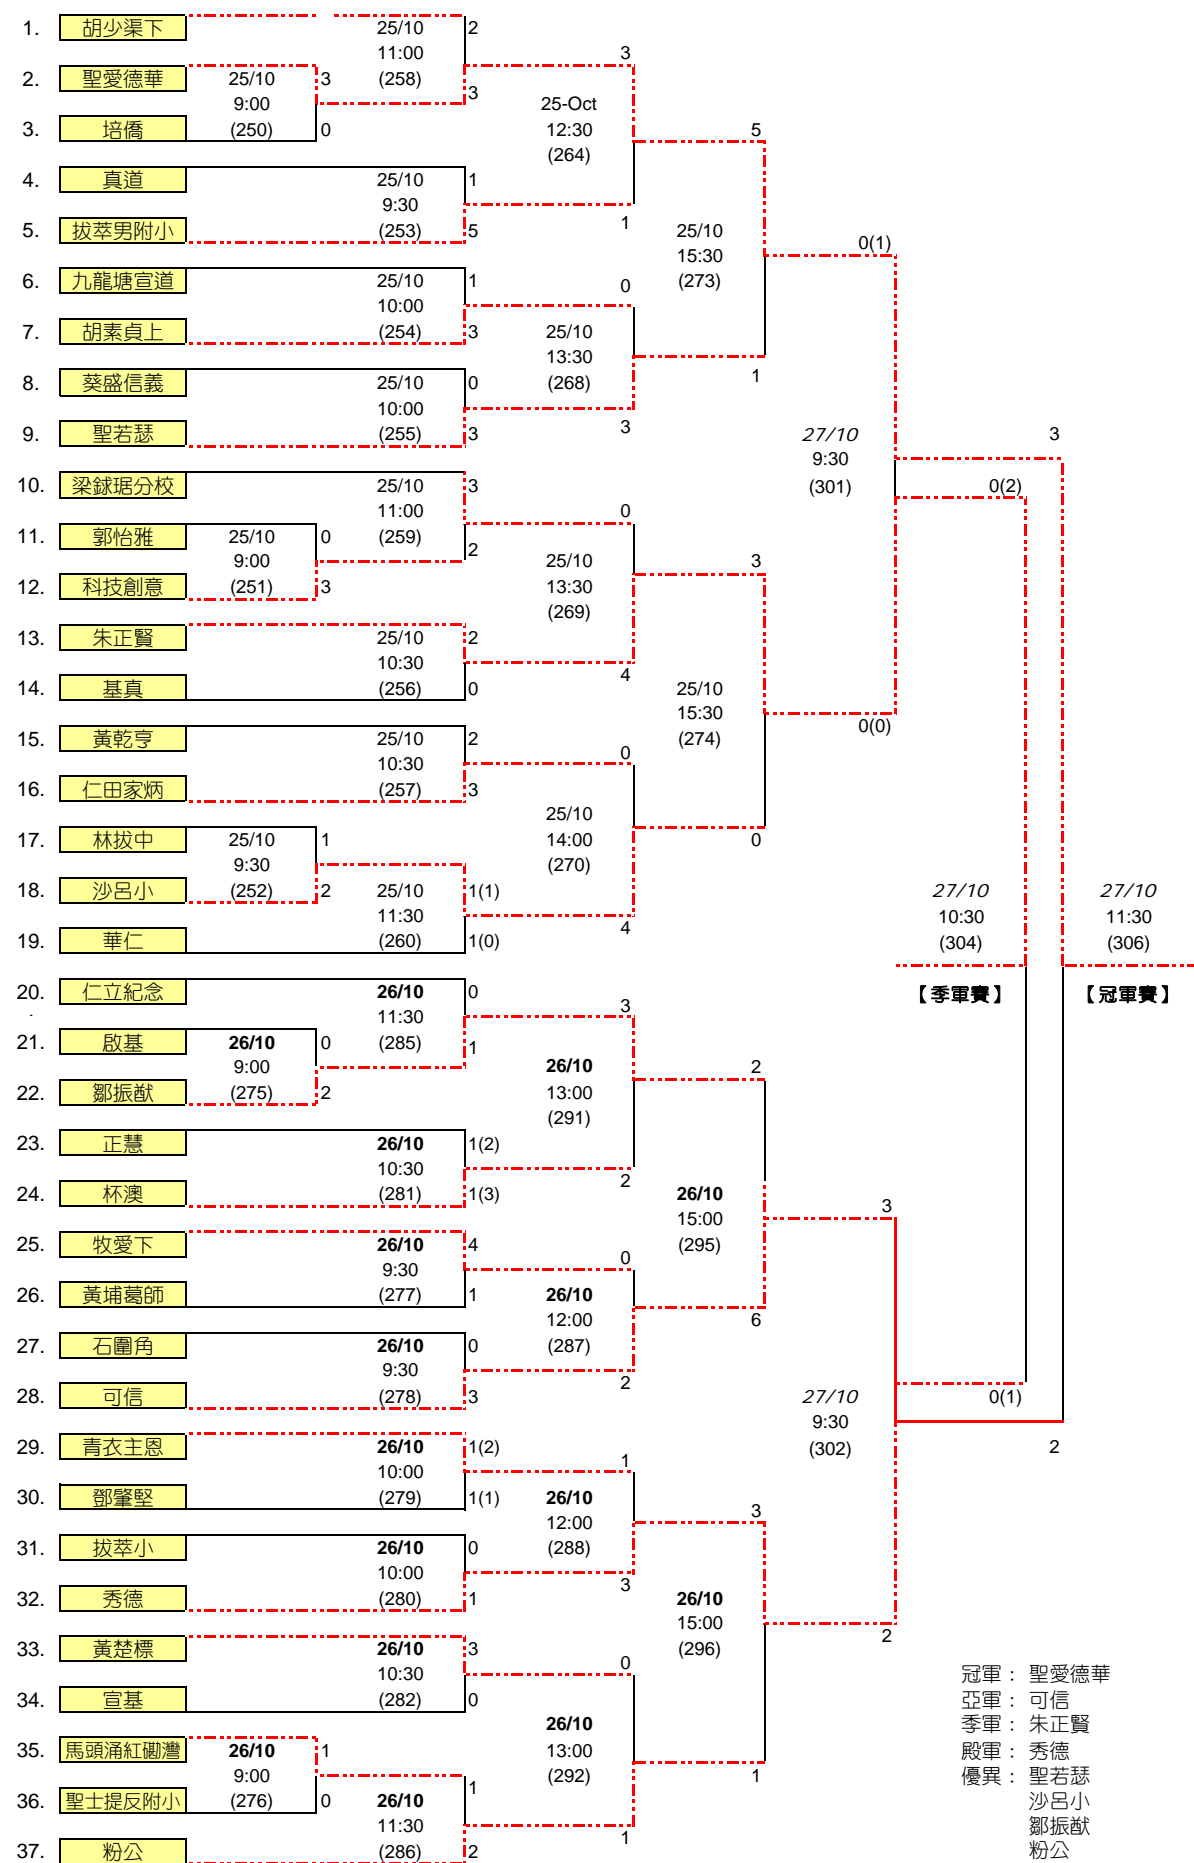 1. 胡少渠下 25/10 2
11:00 3
2. 聖愛德華 25/10 3 (258) 3
9:00 25-Oct
3. 培僑 (250) 0 12:30 5
(264)
4. 真道 25/10 1
9:30
5. 拔萃男附小 (253) 5 1 25/10
15:30 0(1)
6. 九龍塘宣道 25/10 1 0 (273)
10:00
7. 胡素貞上 (254) 3 25/10
13:30
8. 葵盛信義 25/10 0 (268) 1
10:00
9. 聖若瑟 (255) 3 3 27/10 3
9:30
10. 梁銶琚分校 25/10 3 (301) 0(2)
11:00 0
11. 郭怡雅 25/10 0 (259) 2
9:00 25/10 3
12. 科技創意 (251) 3 13:30
(269)
13. 朱正賢 25/10 2
10:30
14. 基真 (256) 0 4 25/10
15:30
15. 黃乾亨 25/10 2 0 (274) 0(0)
10:30
16. 仁田家炳 (257) 3
25/10
17. 林拔中 25/10 1 14:00 0
9:30 (270)
18. 沙呂小 (252) 2 25/10 1(1) 27/10 27/10
11:30 4 10:30 11:30
19. 華仁 (260) 1(0) (304) (306)
20. 仁立紀念 26/10 0 【季軍賽】 【冠軍賽】
11:30 3
21. 啟基 26/10 0 (285) 1
9:00 26/10 2
22. 鄒振猷 (275) 2 13:00
(291)
23. 正慧 26/10 1(2)
10:30 2
24. 杯澳 (281) 1(3) 26/10 3
15:00
25. 牧愛下 26/10 4 0 (295)
9:30
26. 黃埔葛師 (277) 1 26/10
12:00 6
27. 石圍角 26/10 0 (287)
9:30 2
28. 可信 (278) 3 27/10 0(1)
9:30
29. 青衣主恩 26/10 1(2) 1 (302) 2
10:00
30. 鄧肇堅 (279) 1(1) 26/10 3
12:00
31. 拔萃小 26/10 0 (288)
10:00 3
32. 秀德 (280) 1 26/10
15:00 2
33. 黃楚標 26/10 3 0 (296)
10:30 冠軍： 聖愛德華
34. 宣基 (282) 0 亞軍： 可信
26/10 季軍： 朱正賢
35. 馬頭涌紅磡灣 26/10 1 13:00 殿軍： 秀德
9:00 (292) 1 優異： 聖若瑟
36. 聖士提反附小 (276) 0 26/10 1 沙呂小
11:30 1 鄒振猷
37. 粉公 (286) 2 粉公